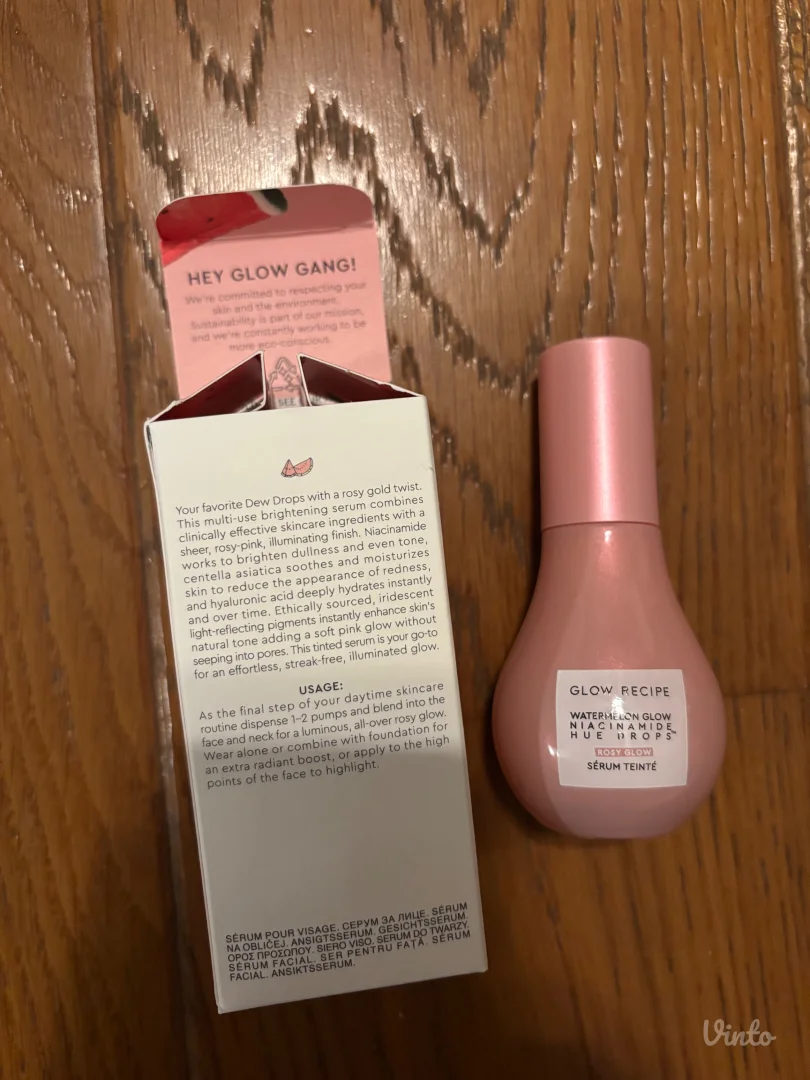 HEY GLOW GANG!
We're committed to respecting your
skin and the environment.
Sustainability is part of our mission,
and we're constantly working to be
more eco-conscious.
SEE
Your favorite Dew Drops with a rosy gold twist.
This multi-use brightening serum combines
clinically effective skincare ingredients with a
sheer, rosy-pink, illuminating finish. Niacinamide
works to brighten dullness and even tone,
centella asiatica soothes and moisturizes
skin to reduce the appearance of redness,
and hyaluronic acid deeply hydrates instantly
and over time. Ethically sourced, iridescent
light-reflecting pigments instantly enhance skin's
natural tone adding a soft pink glow without
seeping into pores. This tinted serum is your go-to
for an effortless, streak-free, illuminated glow.
USAGE:
As the final step of your daytime skincare
routine dispense 1–2 pumps and blend into the
face and neck for a luminous, all-over rosy glow.
Wear alone or combine with foundation for
an extra radiant boost, or apply to the high
points of the face to highlight.
SÉRUM POUR VISAGE. СЕРУМ ЗА ЛИЦЕ. SÉRUM
NA OBLIČEJ. ANSIGTSSERUM. GESICHTSSERUM.
ΟΡΟΣ ΠΡΟΣΩΠΟΥ. SIERO VISO. SERUM DO TWARZY.
SÉRUM FACIAL. SER PENTRU FAȚĂ. SÉRUM
FACIAL. ANSIKTSSERUM.
GLOW RECIPE
WATERMELON GLOW
NIACINAMIDE
HUE DROPS™
ROSY GLOW
SÉRUM TEINTÉ
Vinto